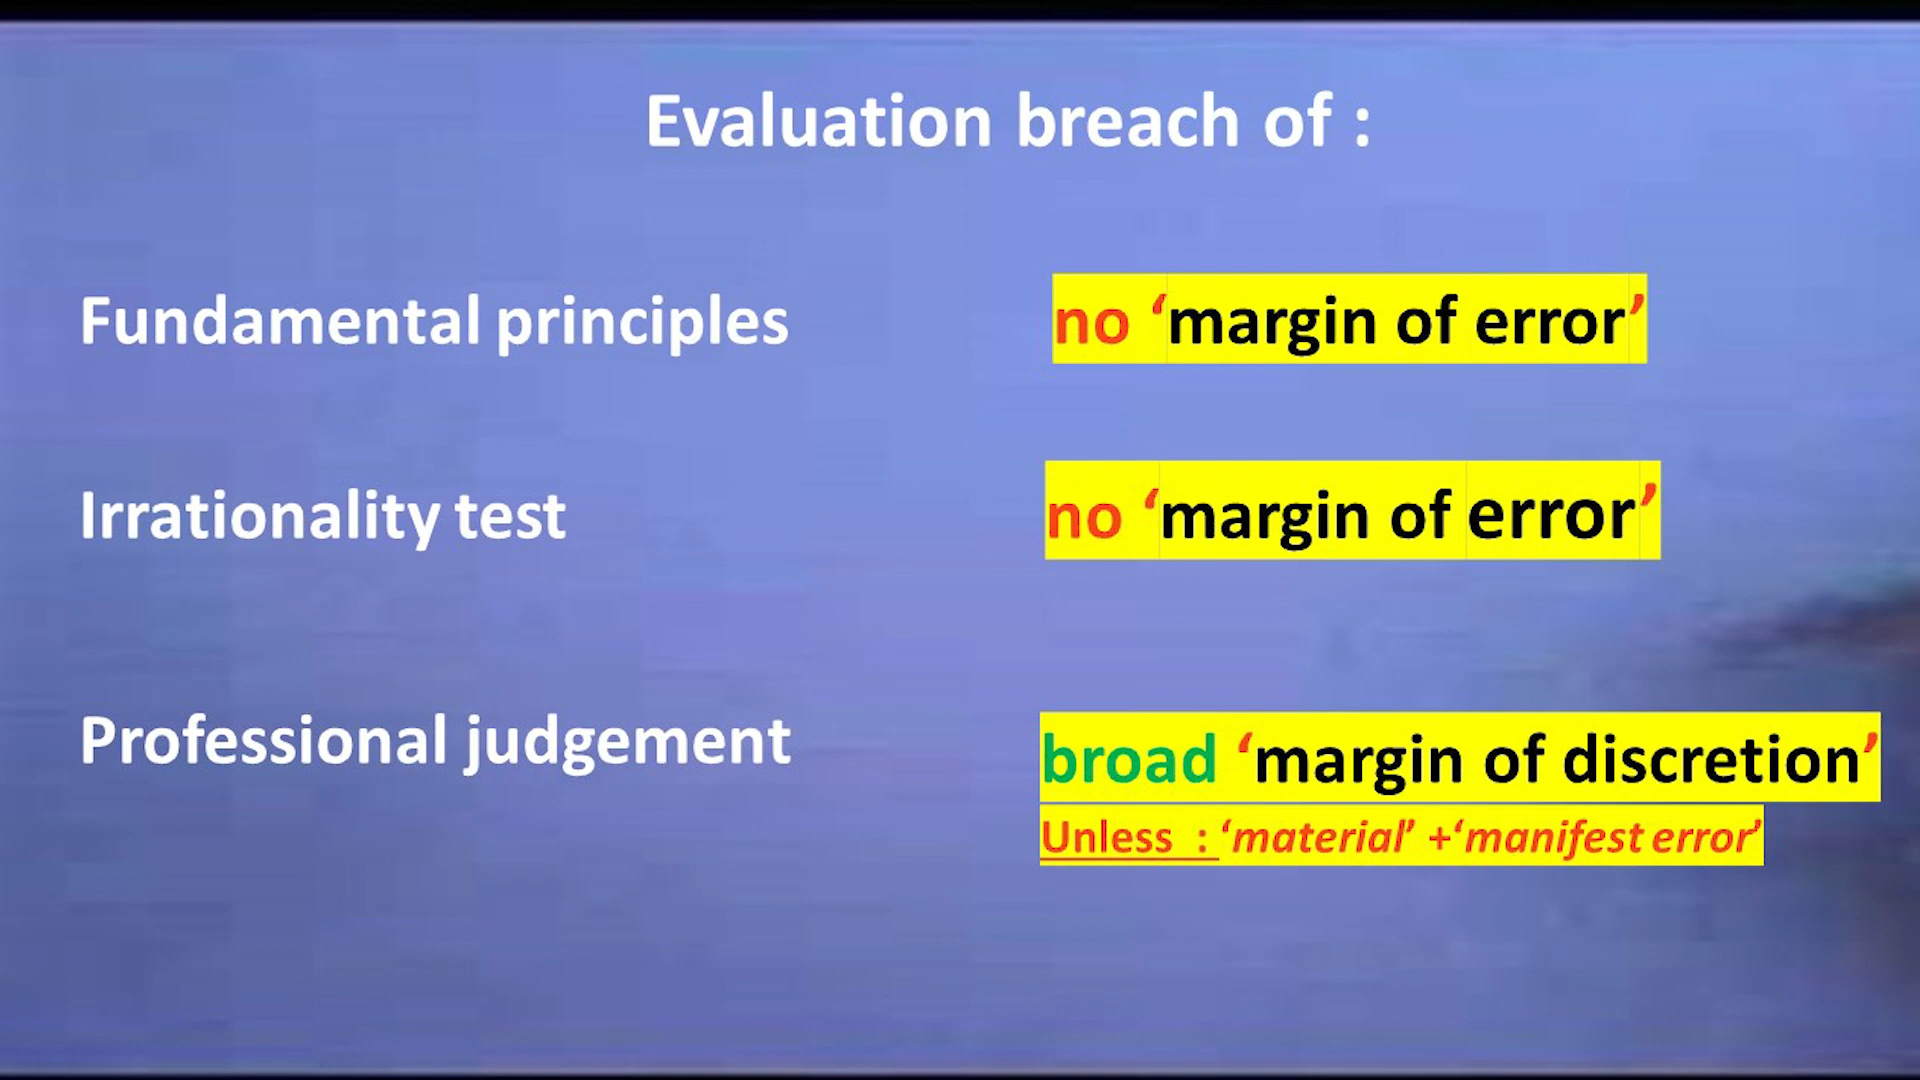 Evaluation breach of :
Fundamental principles no ‘margin of error’
Irrationality test no ‘margin of error’
Professional judgement broad ‘margin of discretion’
Unless : ‘material’ +‘manifest error’